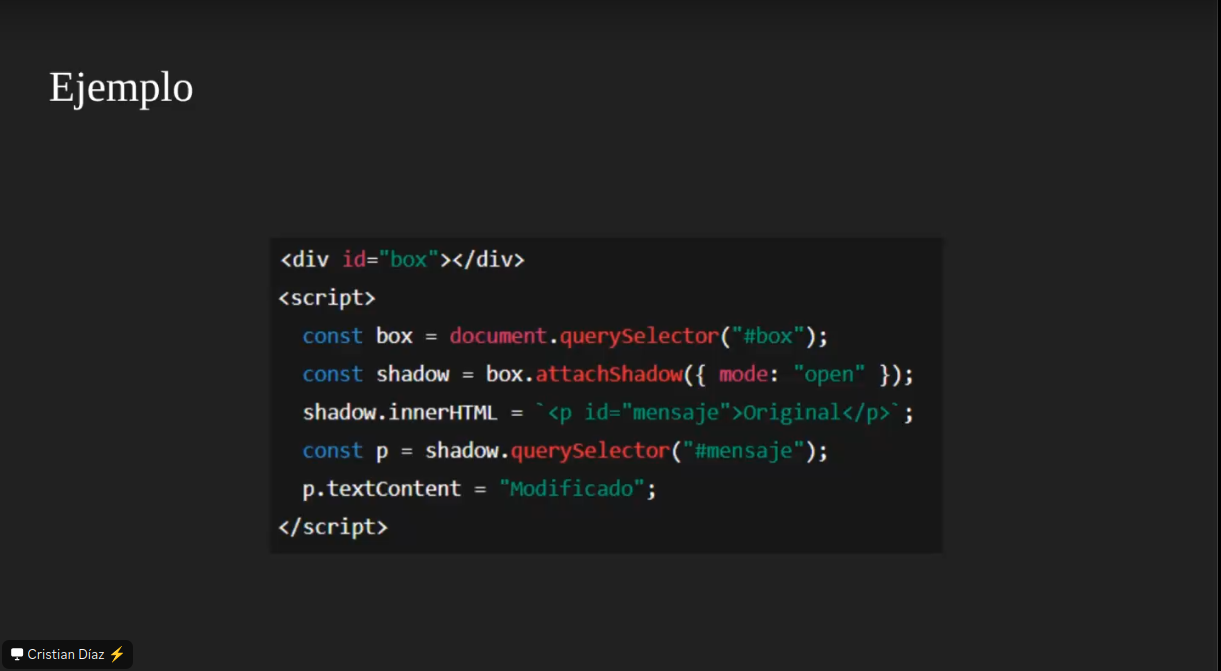 Ejemplo
<div id="box"></div>
<script>
const box = document.querySelector("#box");
const shadow = box.attachShadow({ mode: "open" });
shadow.innerHTML = `<p id="mensaje">Original</p>`;
const p = shadow.querySelector("#mensaje");
p.textContent = "Modificado";
</script>
Cristian Díaz ⚡